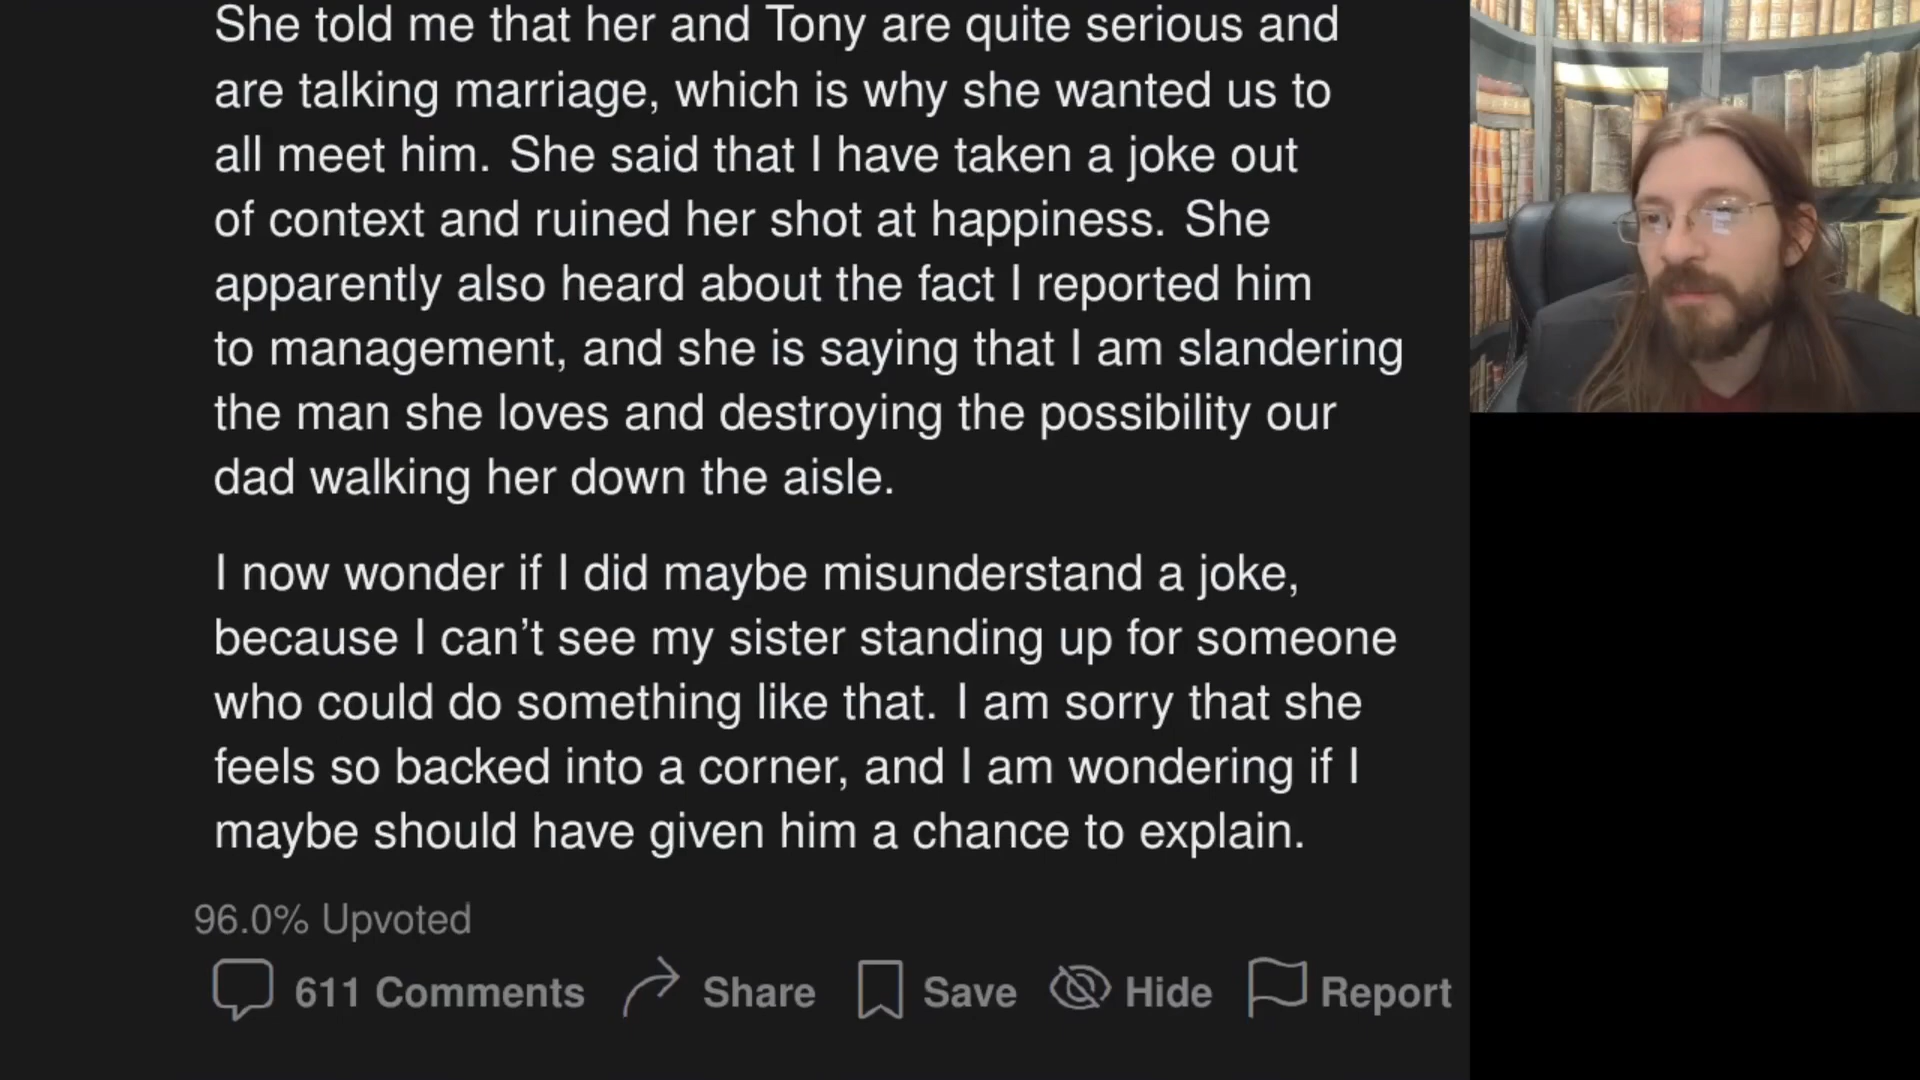 She told me that her and Tony are quite serious and
are talking marriage, which is why she wanted us to
all meet him. She said that I have taken a joke out
of context and ruined her shot at happiness. She
apparently also heard about the fact I reported him
to management, and she is saying that I am slandering
the man she loves and destroying the possibility our
dad walking her down the aisle.
I now wonder if I did maybe misunderstand a joke,
because I can’t see my sister standing up for someone
who could do something like that. I am sorry that she
feels so backed into a corner, and I am wondering if I
maybe should have given him a chance to explain.
96.0% Upvoted
611 Comments Share Save Hide Report